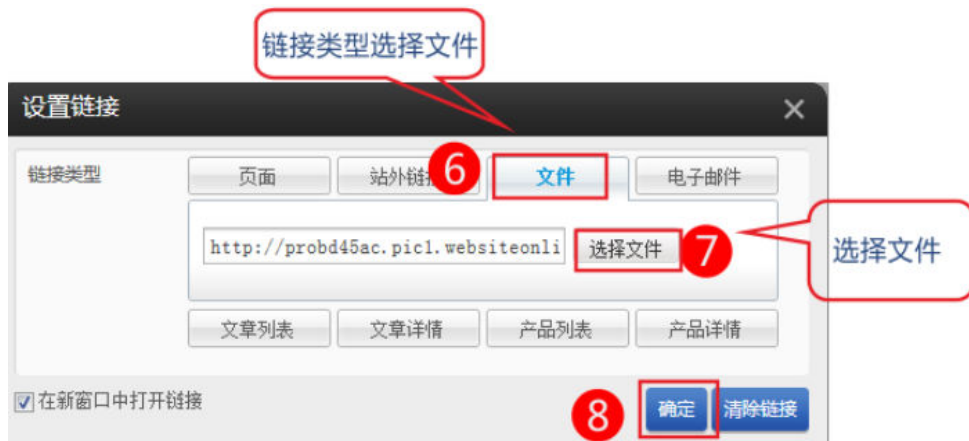 链接类型选择文件
设置链接
链接类型
页面
站外链
6
文件
电子邮件
http://probd45ac.pic1.websiteonli
选择文件
7
选择文件
文章列表
文章详情
产品列表
产品详情
在新窗口中打开链接
8
确定
清除链接